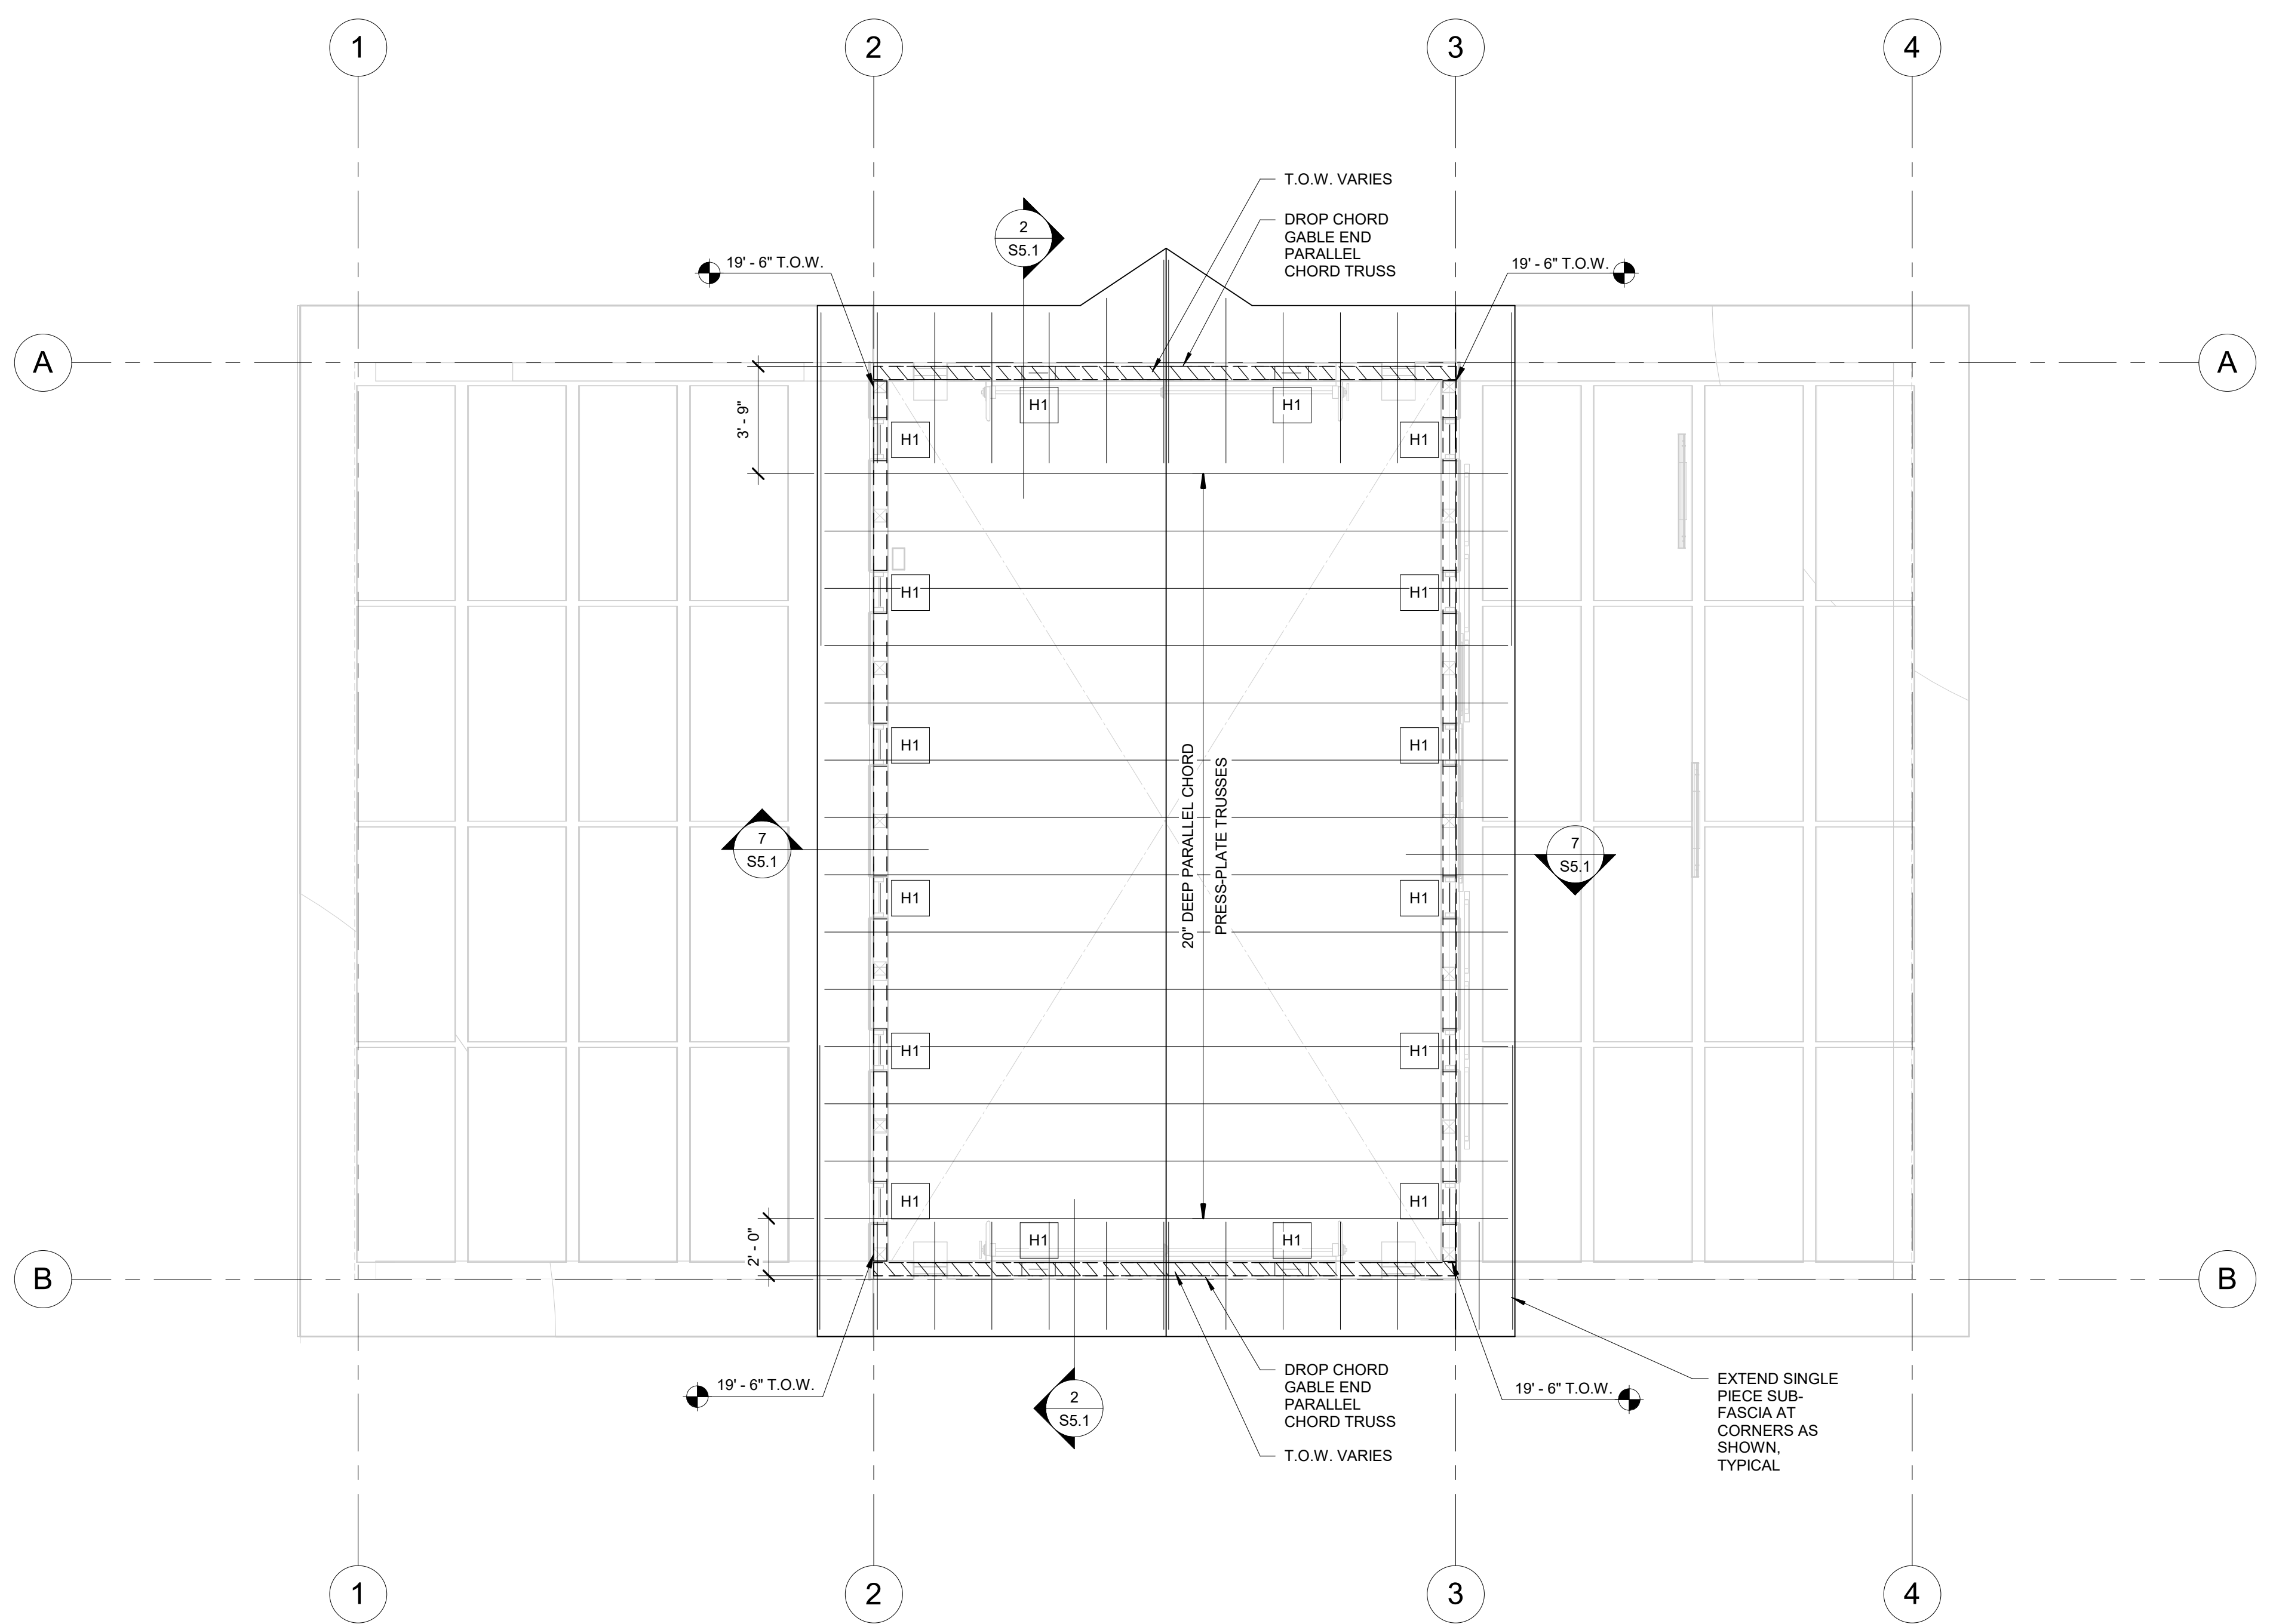 1
2
3
4
T.O.W. VARIES
DROP CHORD
GABLE END
PARALLEL
CHORD TRUSS
2
S5.1
19' - 6" T.O.W.
19' - 6" T.O.W.
A
A
3' - 9"
H1
H1
H1
H1
H1
H1
H1
H1
20" DEEP PARALLEL CHORD
PRESS-PLATE TRUSSES
7
S5.1
7
S5.1
H1
H1
H1
H1
H1
H1
2' - 0"
H1
H1
B
B
19' - 6" T.O.W.
2
S5.1
DROP CHORD
GABLE END
PARALLEL
CHORD TRUSS
T.O.W. VARIES
19' - 6" T.O.W.
EXTEND SINGLE
PIECE SUB-
FASCIA AT
CORNERS AS
SHOWN,
TYPICAL
1
2
3
4